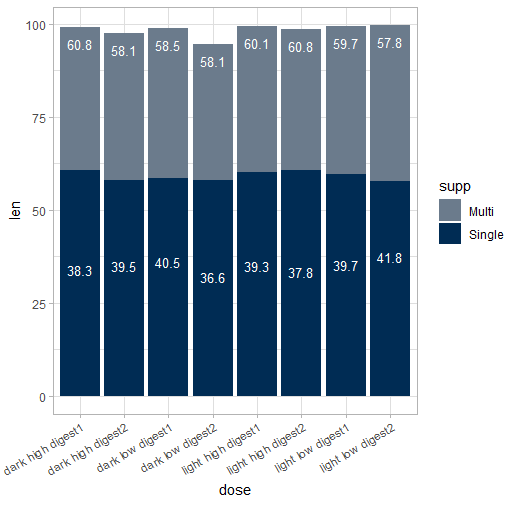 100
75
50
25
0
len
60.8
58.1
58.5
58.1
60.1
60.8
59.7
57.8
38.3
39.5
40.5
36.6
39.3
37.8
39.7
41.8
dark high digest1
dark high digest2
dark low digest1
dark low digest2
light high digest1
light high digest2
light low digest1
light low digest2
dose
supp
Multi
Single